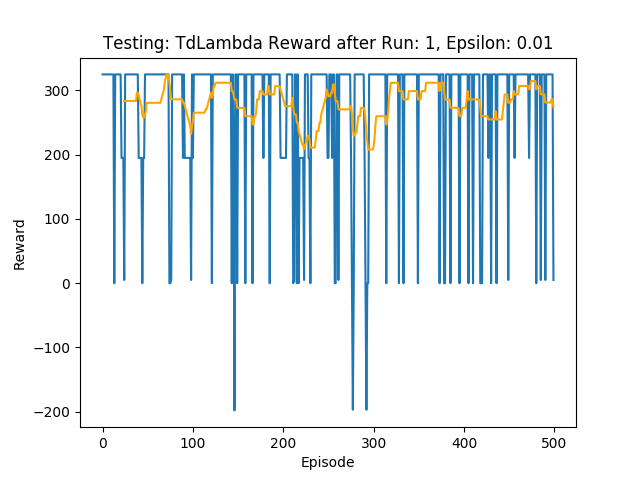 Testing: TdLambda Reward after Run: 1, Epsilon: 0.01
300
200
100
0
−100
−200
Reward
0 100 200 300 400 500
Episode